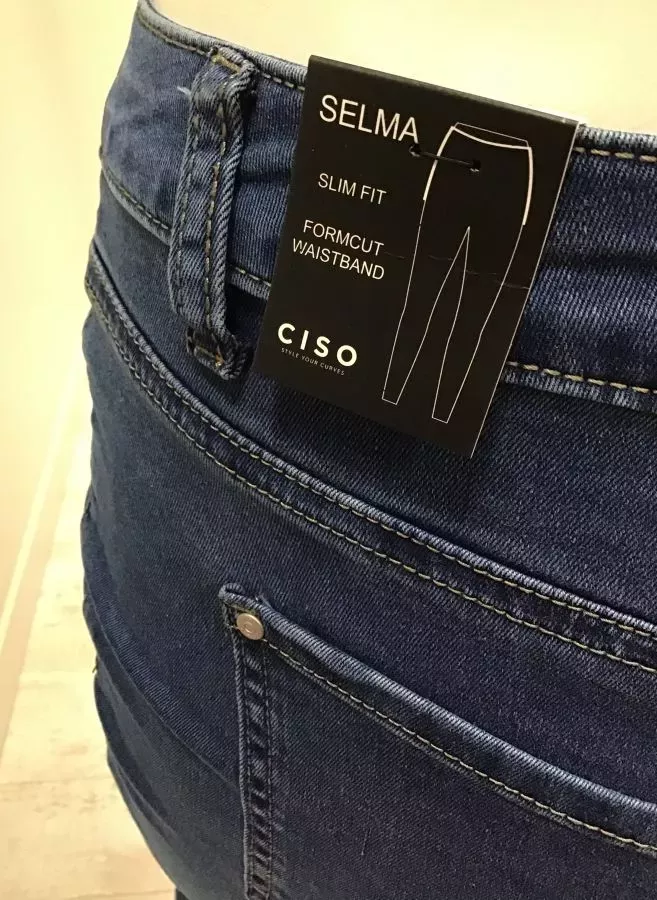 SELMA
SLIM FIT
FORMCUT
WAISTBAND
CISO
STYLE YOUR CURVES